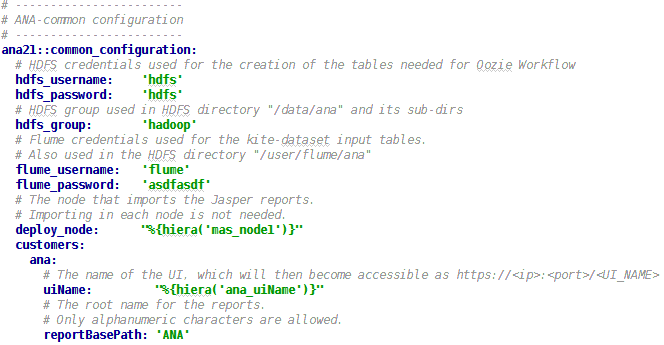 # ------------------------
# ANA-common configuration
# ------------------------
ana21::common_configuration:
  # HDFS credentials used for the creation of the tables needed for Oozie Workflow
  hdfs_username:    'hdfs'
  hdfs_password:    'hdfs'
  # HDFS group used in HDFS directory "/data/ana" and its sub-dirs
  hdfs_group:       'hadoop'
  # Flume credentials used for the kite-dataset input tables.
  # Also used in the HDFS directory "/user/flume/ana"
  flume_username:   'flume'
  flume_password:   'asdfasdf'
  # The node that imports the Jasper reports.
  # Importing in each node is not needed.
  deploy_node:      "%{hiera('mas_node1')}"
  customers:
    ana:
      # The name of the UI, which will then become accessible as https://<ip>:<port>/<UI_NAME>
      uiName:         "%{hiera('ana_uiName')}"
      # The root name for the reports.
      # Only alphanumeric characters are allowed.
      reportBasePath: 'ANA'